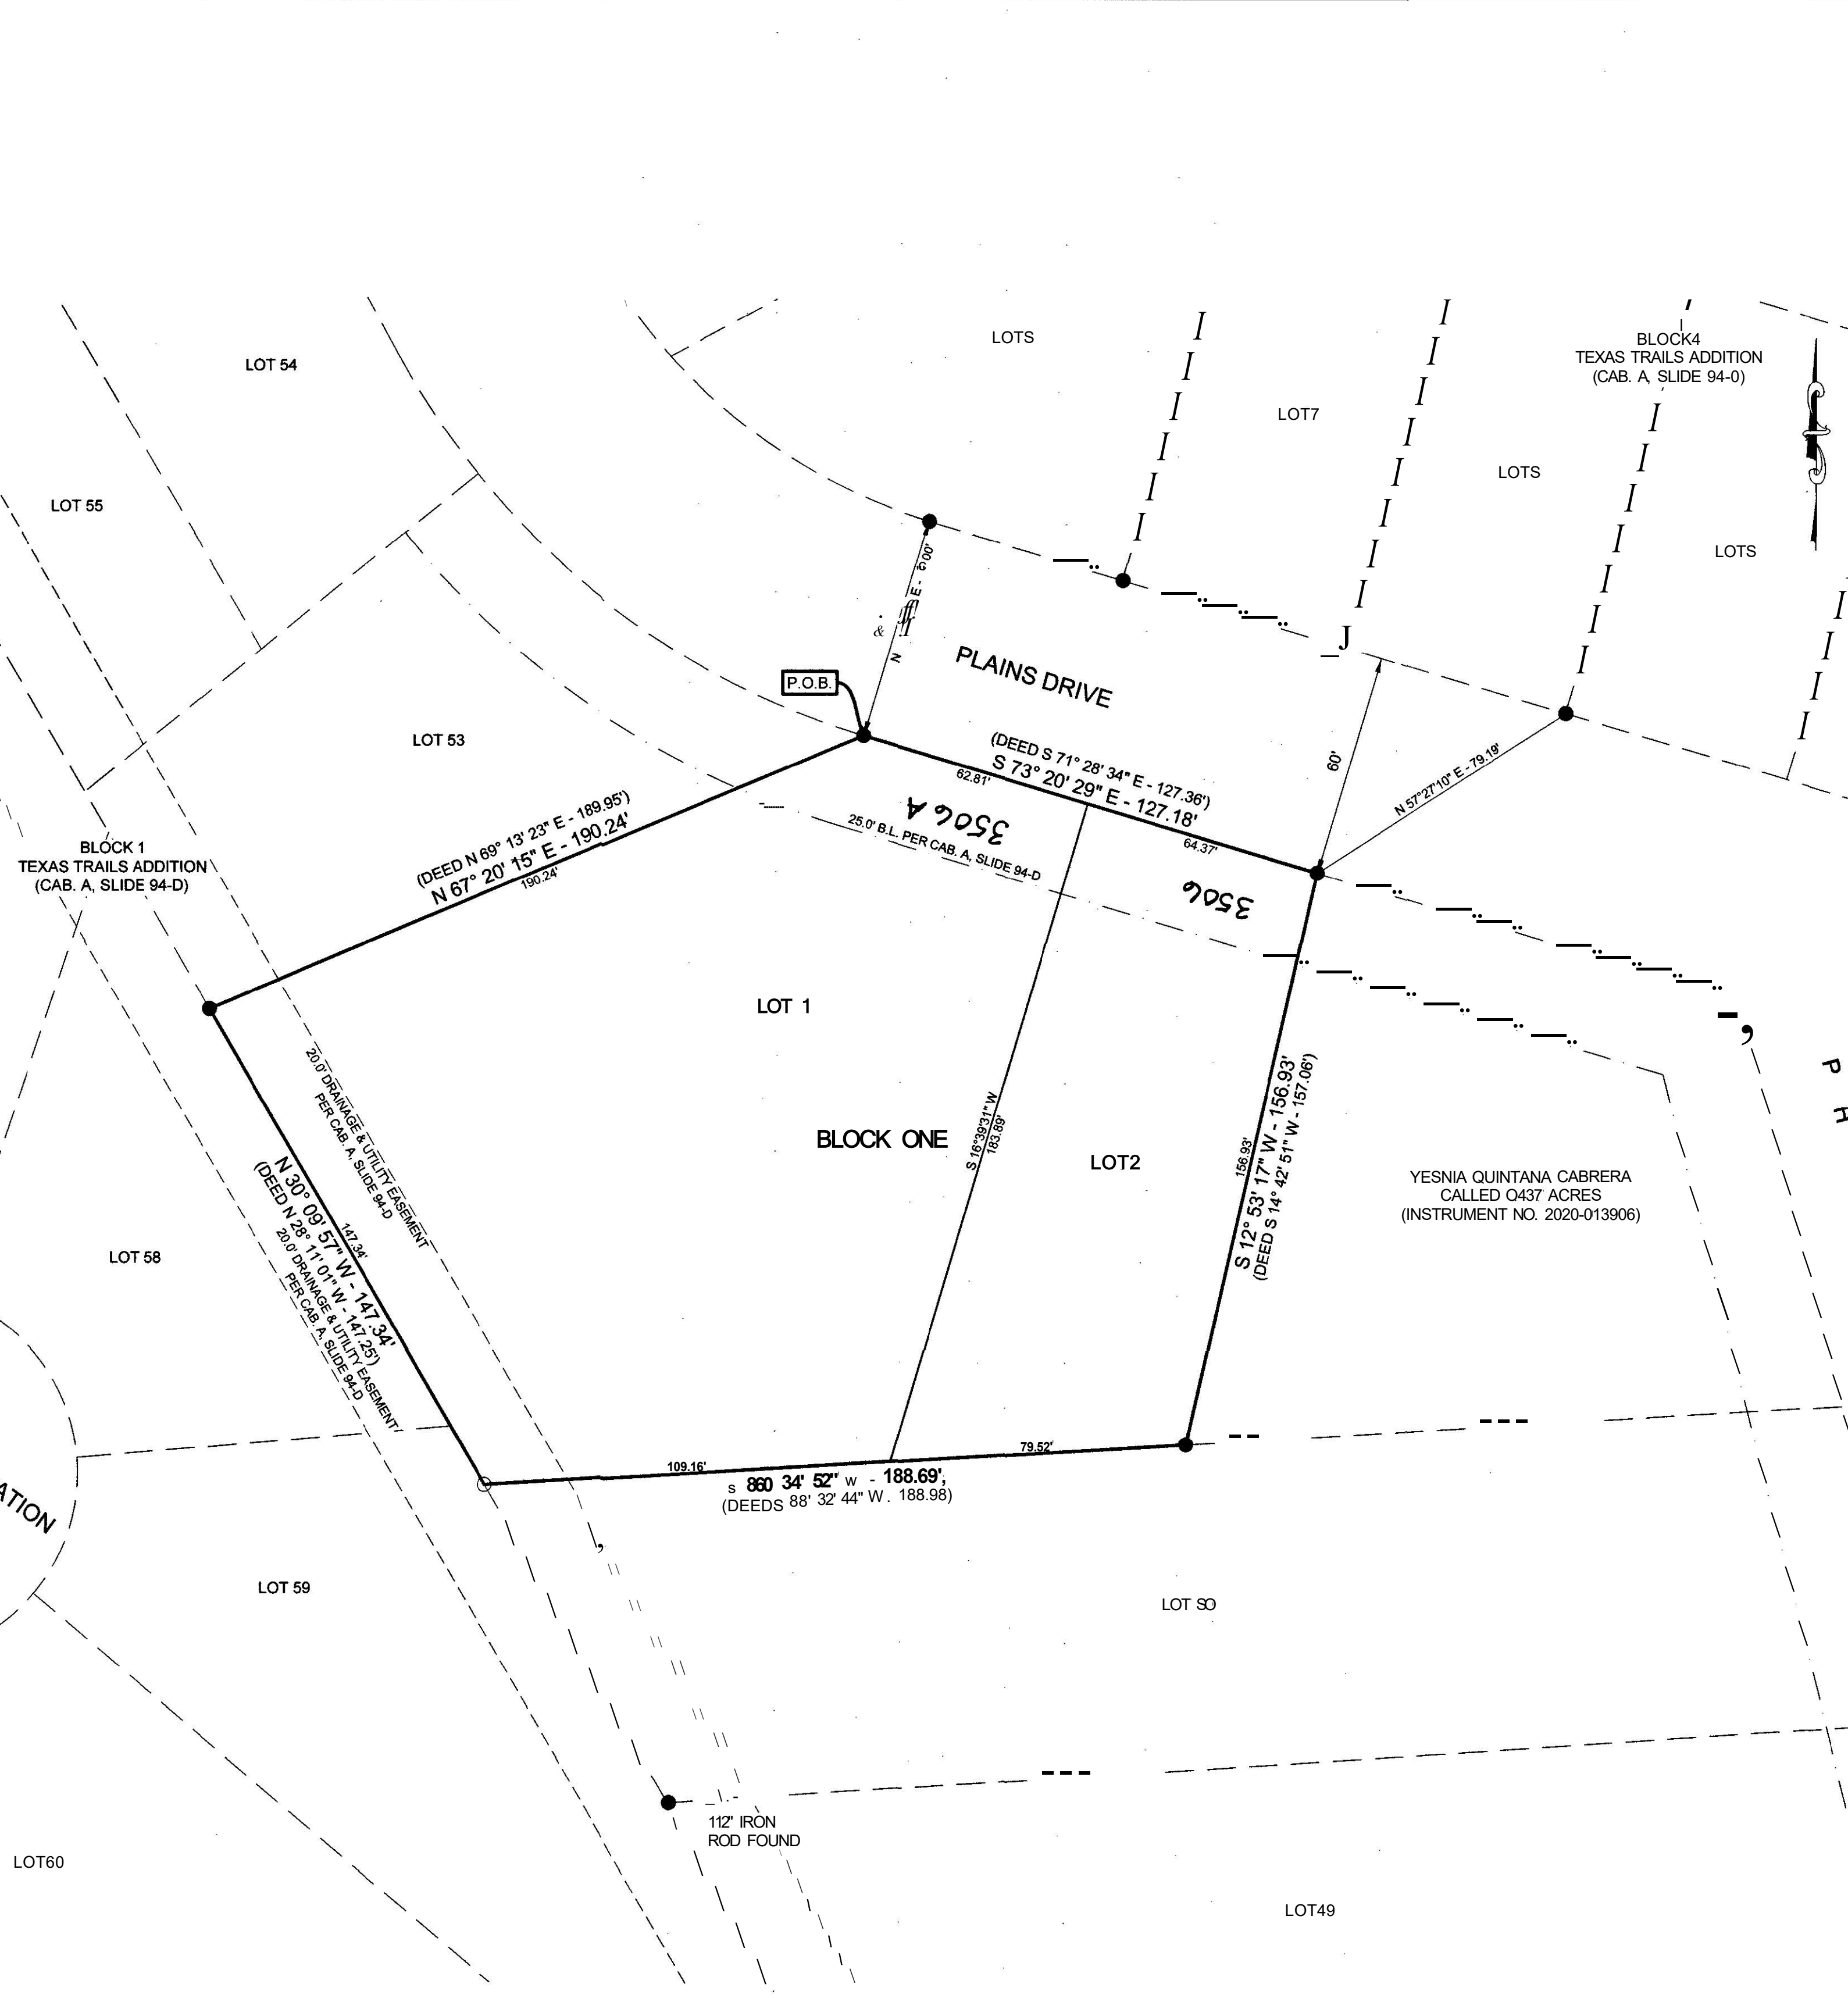 LOTS
BLOCK4
TEXAS TRAILS ADDITION
(CAB. A, SLIDE 94-0)
LOT 54
LOT7
LOTS
LOT 55
LOTS
P.O.B.
PLAINS DRIVE
LOT 53
(DEED S 71° 28' 34" E - 127.36')
S 73° 20' 29" E - 127.18'
62.81'
64.37'
60'
N 57°27'10" E - 79.19'
3506 A
25.0' B.L. PER CAB. A, SLIDE 94-D
3506
(DEED N 69° 13' 23" E - 189.95')
N 67° 20' 15" E - 190.24'
190.24'
BLOCK 1
TEXAS TRAILS ADDITION
(CAB. A, SLIDE 94-D)
LOT 1
20.0' DRAINAGE & UTILITY EASEMENT
PER CAB. A, SLIDE 94-D
BLOCK ONE
S 16°39'31" W
183.89'
LOT2
156.93'
S 12° 53' 17" W - 156.93'
(DEED S 14° 42' 51" W - 157.06')
P
H
YESNIA QUINTANA CABRERA
CALLED O437 ACRES
(INSTRUMENT NO. 2020-013906)
147.34'
N 30° 09' 57" W - 147.34'
(DEED N 28° 11' 01" W - 147.25')
20.0' DRAINAGE & UTILITY EASEMENT
PER CAB. A, SLIDE 94-D
LOT 58
109.16'
79.52'
s 860 34' 52" w - 188.69',
(DEEDS 88' 32' 44" W . 188.98)
ATION
LOT 59
LOT SO
112" IRON
ROD FOUND
LOT60
LOT49